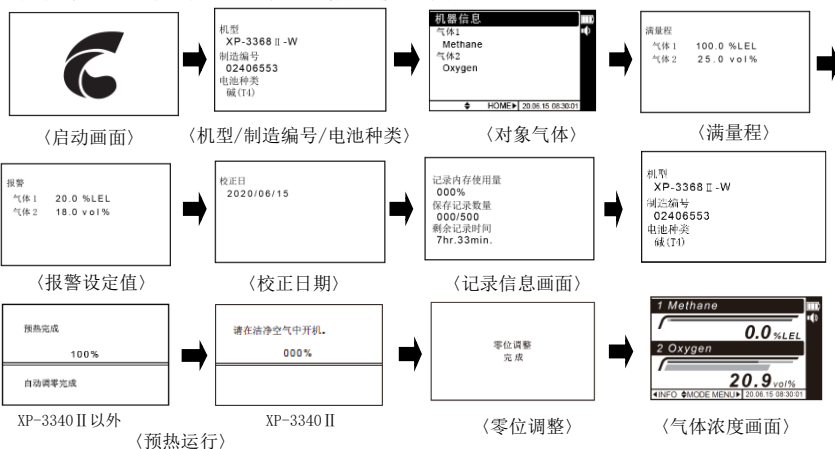 机型
XP-3368Ⅱ-W
制造编号
02406553
电池种类
碱(T4)
机器信息
气体1
Methane
气体2
Oxygen
HOME▶ 20.06.15 08:30:01
满量程
气体1 100.0 %LEL
气体2 25.0 vol%
〈启动画面〉
〈机型/制造编号/电池种类〉
〈对象气体〉
〈满量程〉
报警
气体1 20.0 %LEL
气体2 18.0 vol%
校正日
2020/06/15
记录内存使用量
000%
保存记录数量
000/500
剩余记录时间
7hr.33min.
机型
XP-3368Ⅱ-W
制造编号
02406553
电池种类
碱(T4)
〈报警设定值〉
〈校正日期〉
〈记录信息画面〉
预热完成
100%
自动调零完成
请在洁净空气中开机。
000%
零位调整
完成
1 Methane
0.0 %LEL
2 Oxygen
20.9 vol%
◀INFO ◆MODE MENU▶ 20.06.15 08:30:01
XP-3340Ⅱ以外
XP-3340Ⅱ
〈预热运行〉
〈零位调整〉
〈气体浓度画面〉